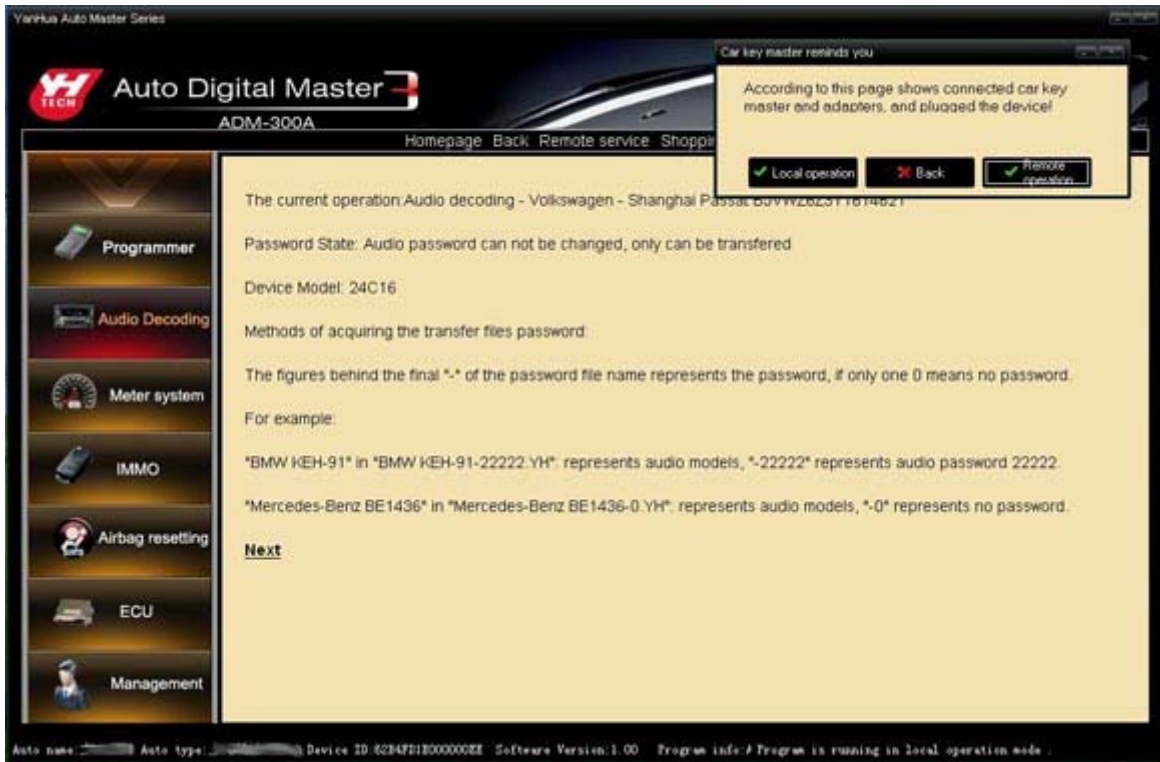 YanHua Auto Master Series
Car key master reminds you
According to this page shows connected car key
master and adapters, and plugged the device!
Local operation
Back
Remote
operation
YH
TECH
Auto Digital Master 3
ADM-300A
Homepage Back Remote service
Programmer
Audio Decoding
Meter system
IMMO
Airbag resetting
ECU
Management
The current operation:Audio decoding - Volkswagen - Shanghai Passat
Password State: Audio password can not be changed, only can be transfered
Device Model: 24C16
Methods of acquiring the transfer files password:
The figures behind the final "-" of the password file name represents the password, if only one 0 means no password.
For example:
"BMW KEH-91" in "BMW KEH-91-22222.YH": represents audio models, "-22222" represents audio password 22222.
"Mercedes-Benz BE1436" in "Mercedes-Benz BE1436-0.YH": represents audio models, "-0" represents no password.
Next
Auto name: Auto type: Device ID: Software Version:1.00 Program info:# Program is running in local operation mode .